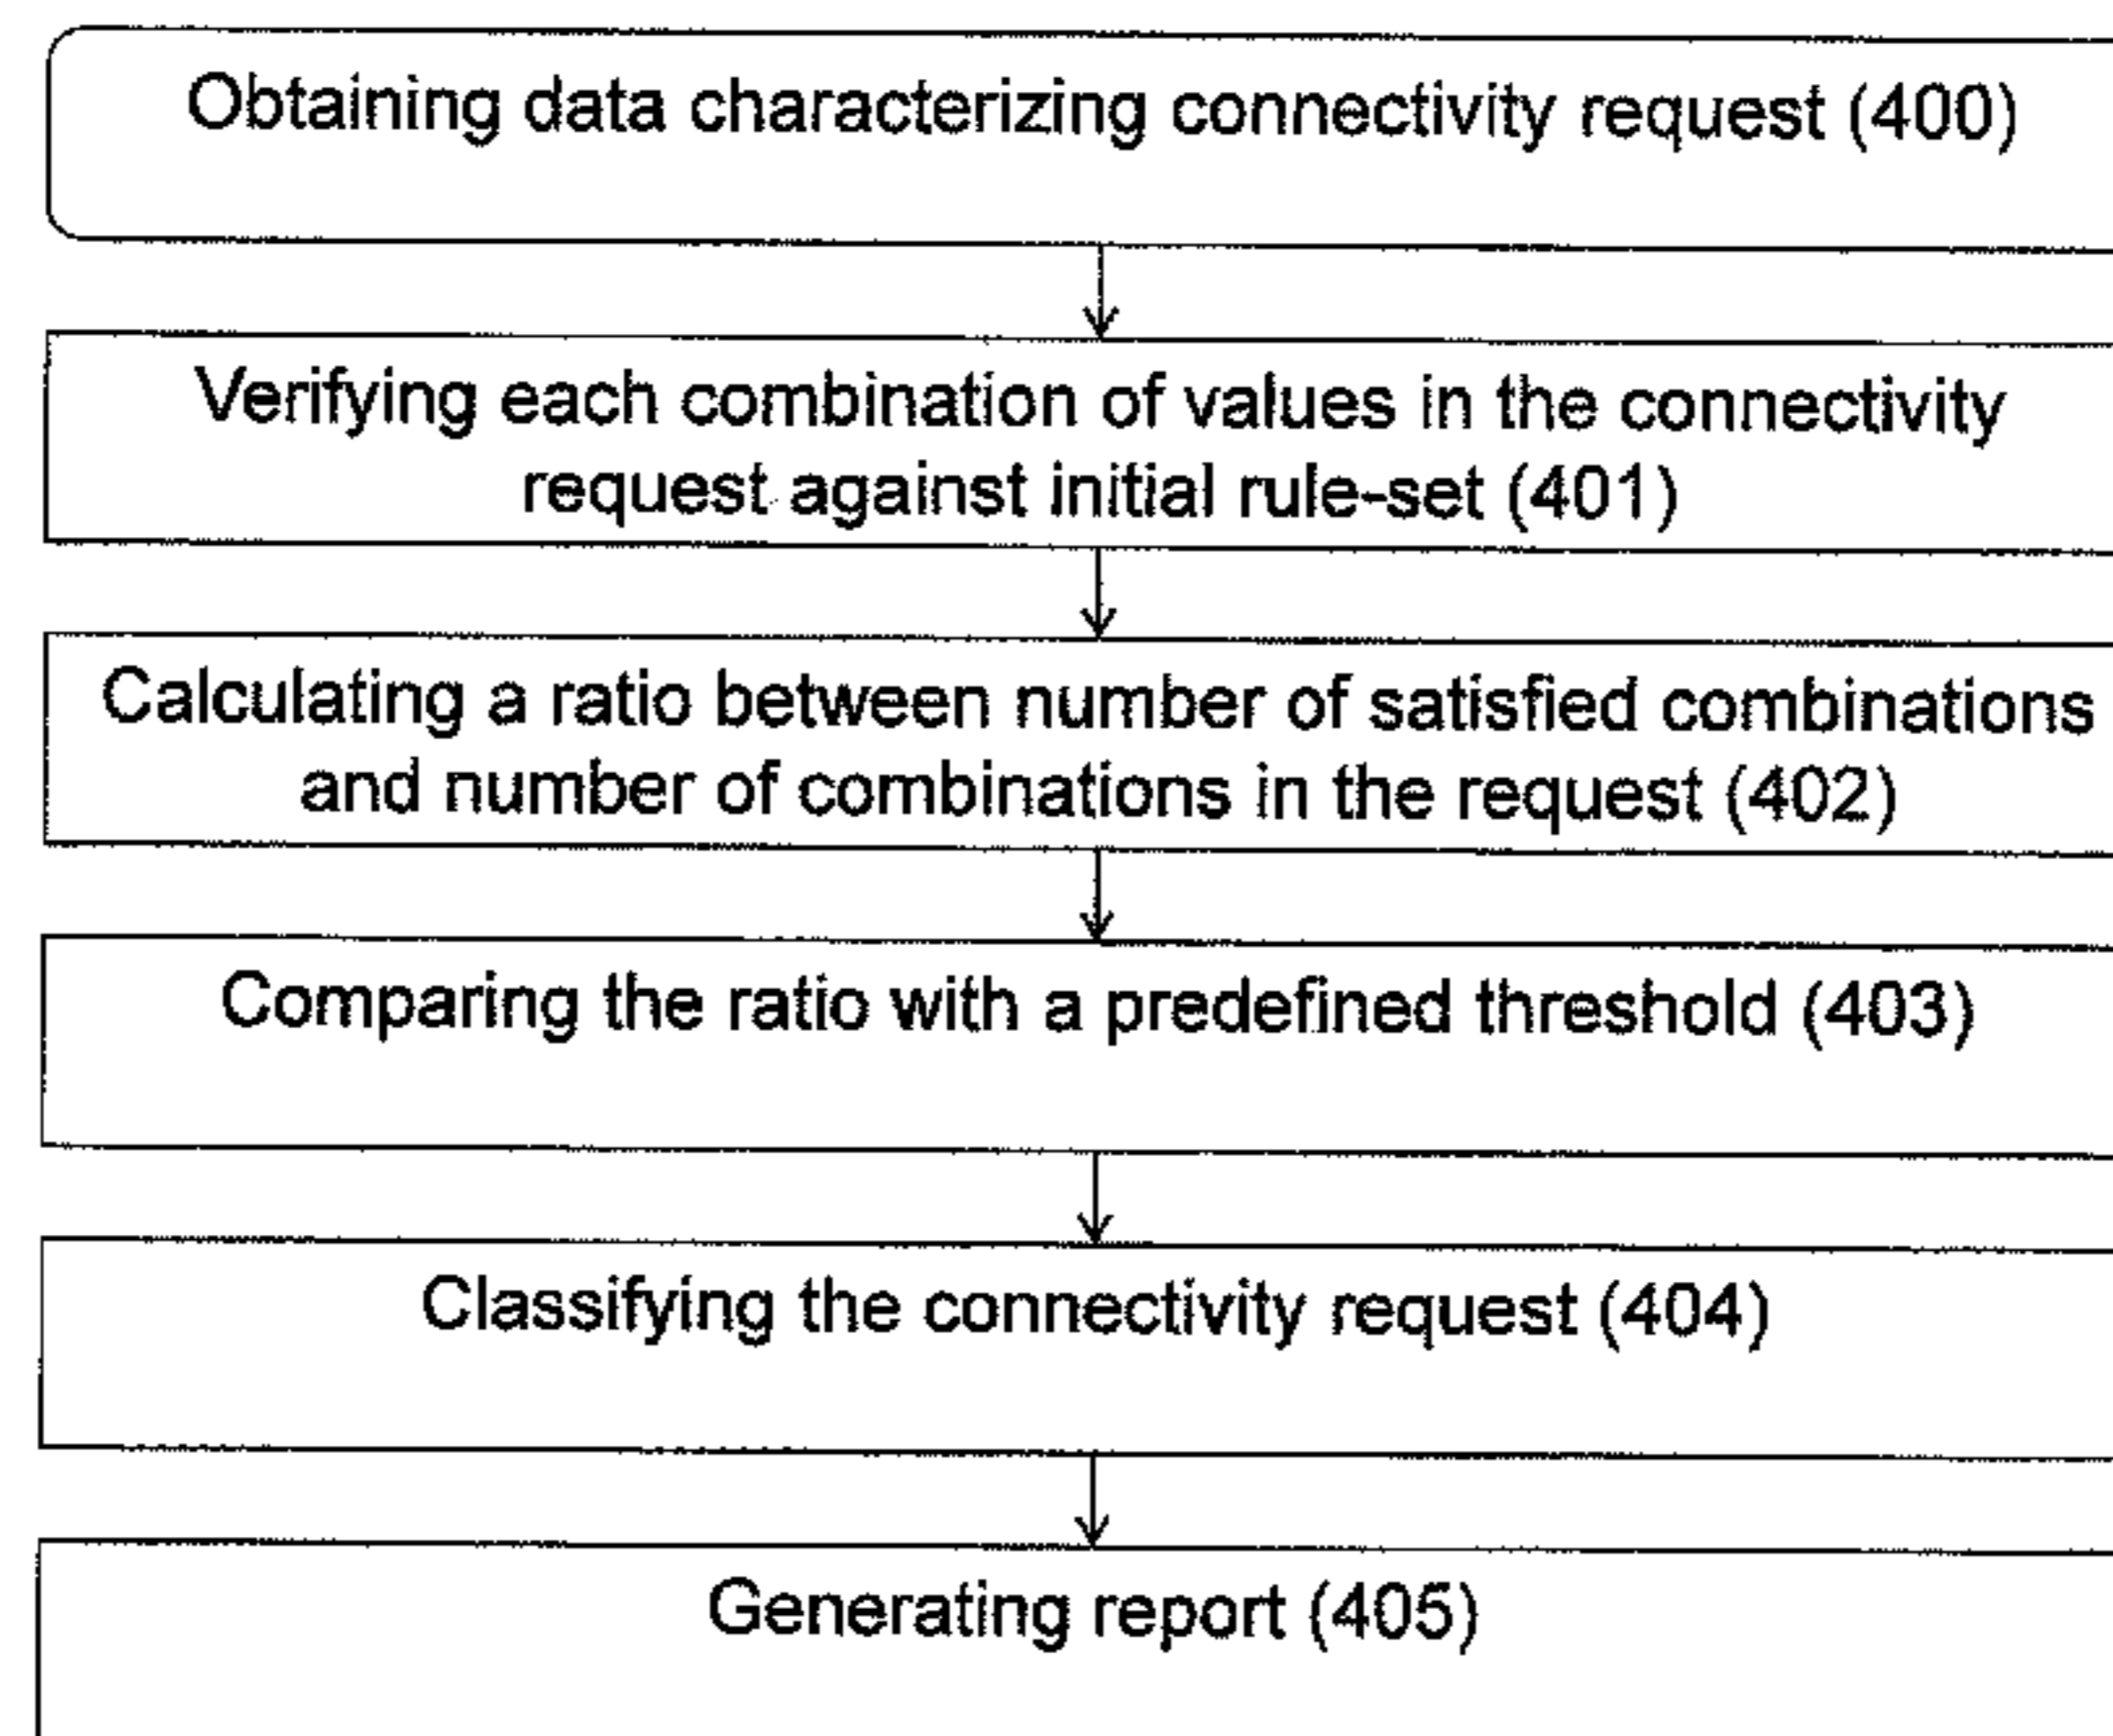 Obtaining data characterizing connectivity request (400)
Verifying each combination of values in the connectivity
request against initial rule-set (401)
Calculating a ratio between number of satisfied combinations
and number of combinations in the request (402)
Comparing the ratio with a predefined threshold (403)
Classifying the connectivity request (404)
Generating report (405)